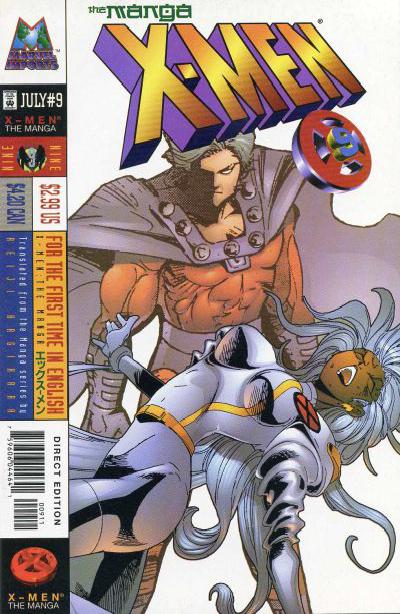 the manga
X-MEN®
9
MARVEL
IMPORTS
JULY#9
X-MEN®
THE MANGA
NINE
9
NINE
$2.99 US
$4.20 CAN
FOR THE FIRST TIME IN ENGLISH
X-MEN: THE MANGA エックスメン
Translated from the Manga series by
DIRECT EDITION
00911
X-MEN®
THE MANGA